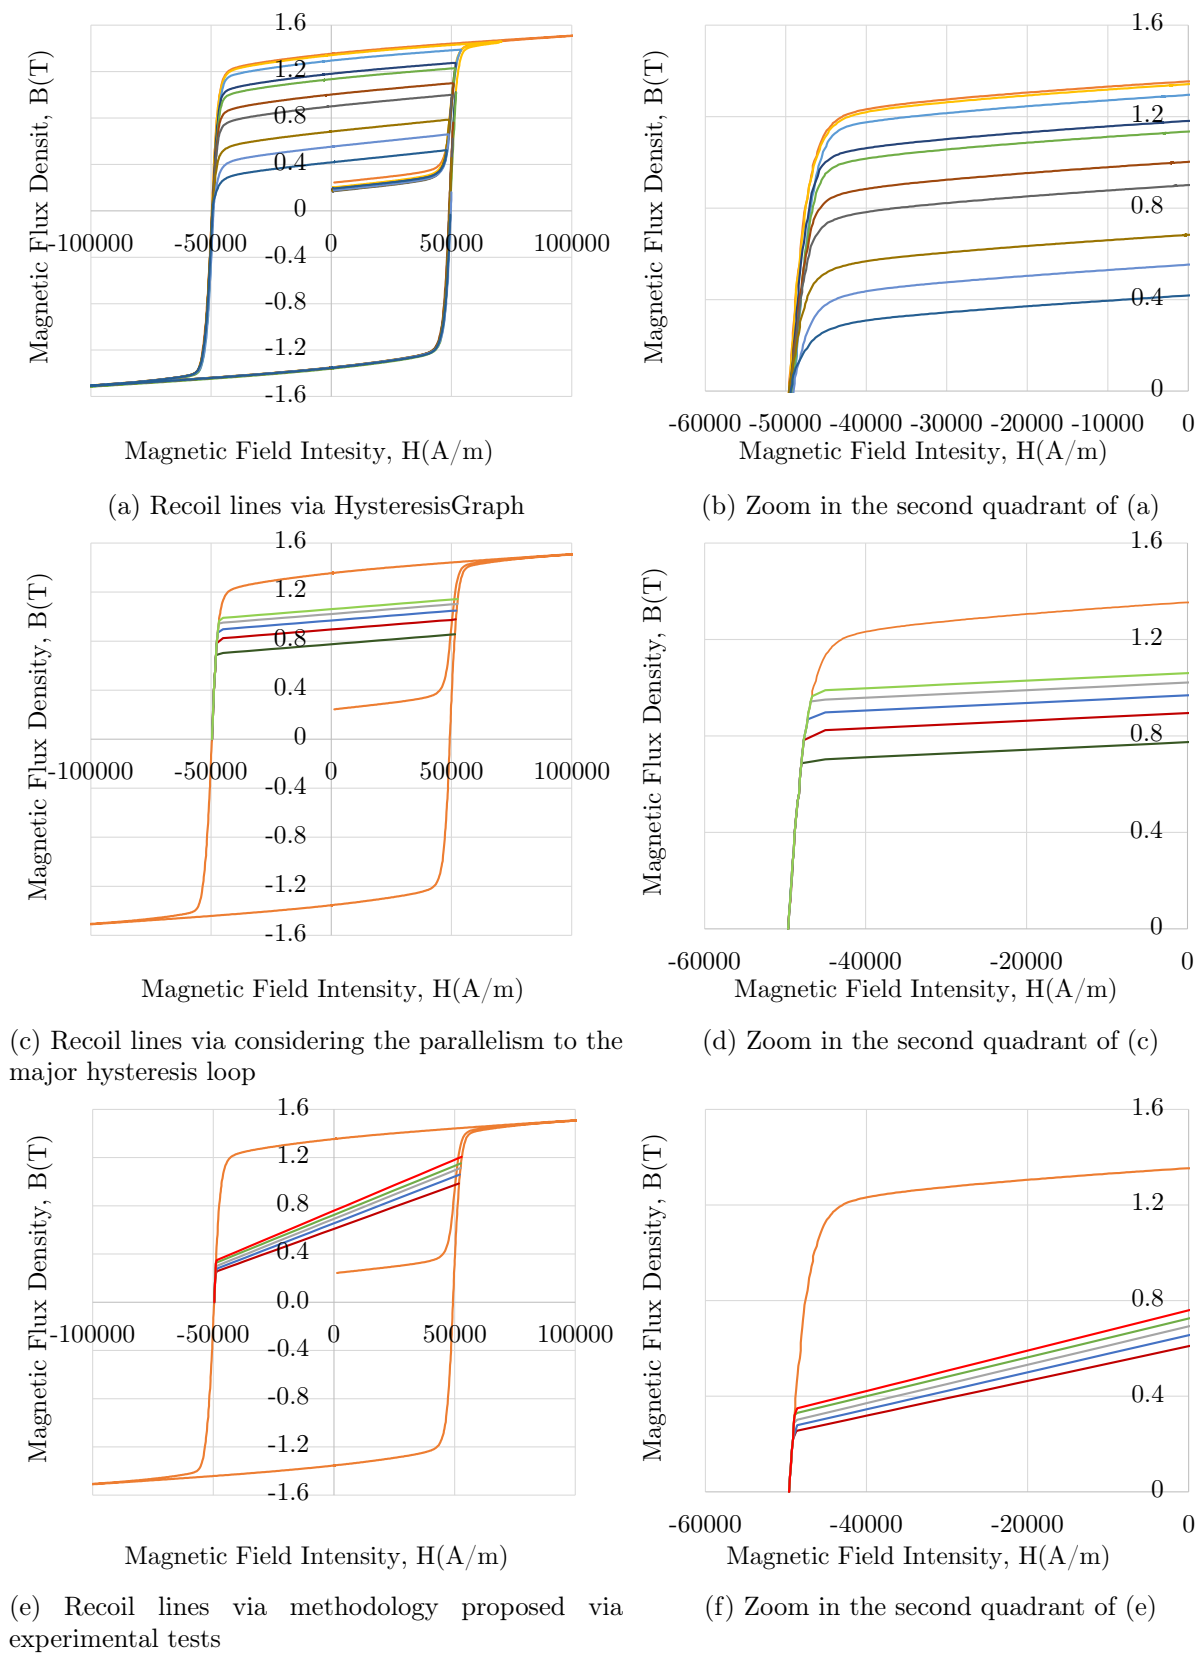 1.6
1.2
0.8
0.4
0
-0.4
-0.8
-1.2
-1.6
-100000 -50000 0 50000 100000
Magnetic Flux Densit, B(T)
Magnetic Field Intesity, H(A/m)
(a) Recoil lines via HysteresisGraph
1.6
1.2
0.8
0.4
0
-60000 -50000 -40000 -30000 -20000 -10000 0
Magnetic Flux Density, B(T)
Magnetic Field Intesity, H(A/m)
(b) Zoom in the second quadrant of (a)
1.6
1.2
0.8
0.4
0
-0.4
-0.8
-1.2
-1.6
-100000 -50000 0 50000 100000
Magnetic Flux Density, B(T)
Magnetic Field Intensity, H(A/m)
(c) Recoil lines via considering the parallelism to the
major hysteresis loop
1.6
1.2
0.8
0.4
0
-60000 -40000 -20000 0
Magnetic Flux Density, B(T)
Magnetic Field Intensity, H(A/m)
(d) Zoom in the second quadrant of (c)
1.6
1.2
0.8
0.4
0.0
-0.4
-0.8
-1.2
-1.6
-100000 -50000 0 50000 100000
Magnetic Flux Density, B(T)
Magnetic Field Intensity, H(A/m)
(e) Recoil lines via methodology proposed via
experimental tests
1.6
1.2
0.8
0.4
0
-60000 -40000 -20000 0
Magnetic Flux Density, B(T)
Magnetic Field Intensity, H(A/m)
(f) Zoom in the second quadrant of (e)